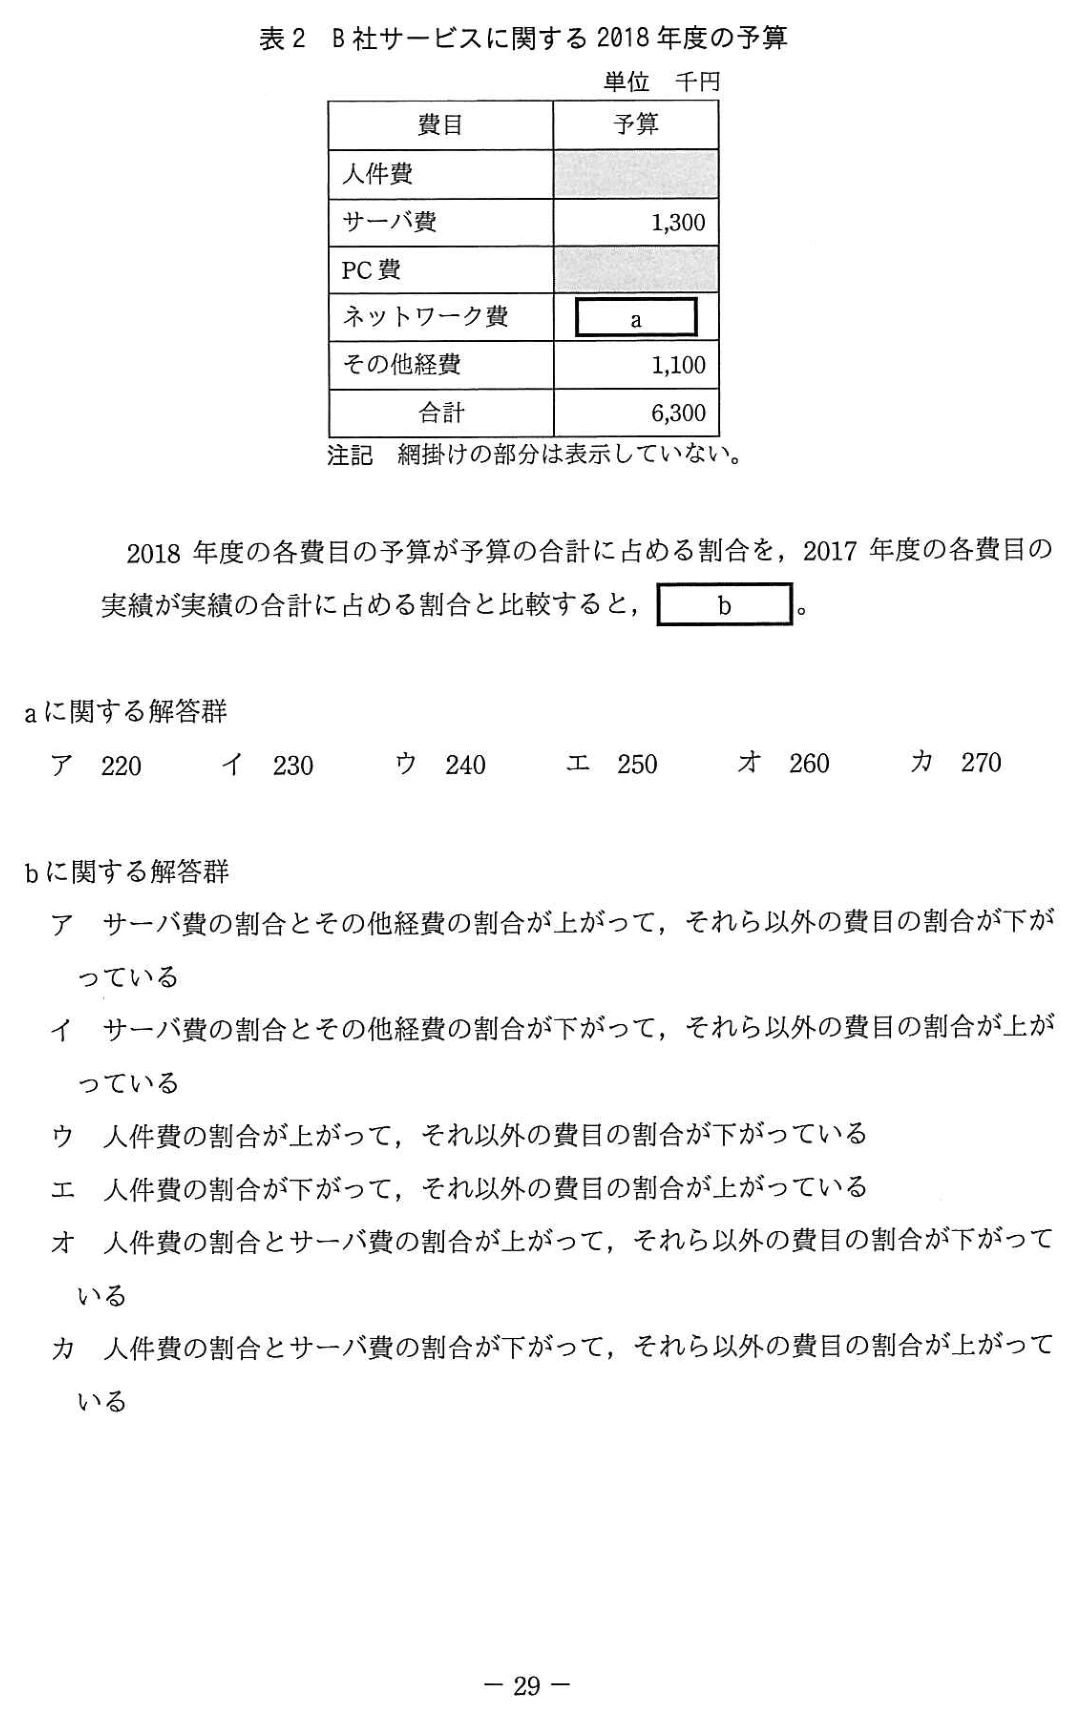 表2 B社サービスに関する2018年度の予算
単位 千円
費目 予算
人件費
サーバ費 1,300
PC費
ネットワーク費 a
その他経費 1,100
合計 6,300
注記 網掛けの部分は表示していない。
2018 年度の各費目の予算が予算の合計に占める割合を，2017 年度の各費目の
実績が実績の合計に占める割合と比較すると， b 。
aに関する解答群
ア 220 イ 230 ウ 240 エ 250 オ 260 カ 270
bに関する解答群
ア サーバ費の割合とその他経費の割合が上がって，それら以外の費目の割合が下が
っている
イ サーバ費の割合とその他経費の割合が下がって，それら以外の費目の割合が上が
っている
ウ 人件費の割合が上がって，それ以外の費目の割合が下がっている
エ 人件費の割合が下がって，それ以外の費目の割合が上がっている
オ 人件費の割合とサーバ費の割合が上がって，それら以外の費目の割合が下がって
いる
カ 人件費の割合とサーバ費の割合が下がって，それら以外の費目の割合が上がって
いる
－ 29 －